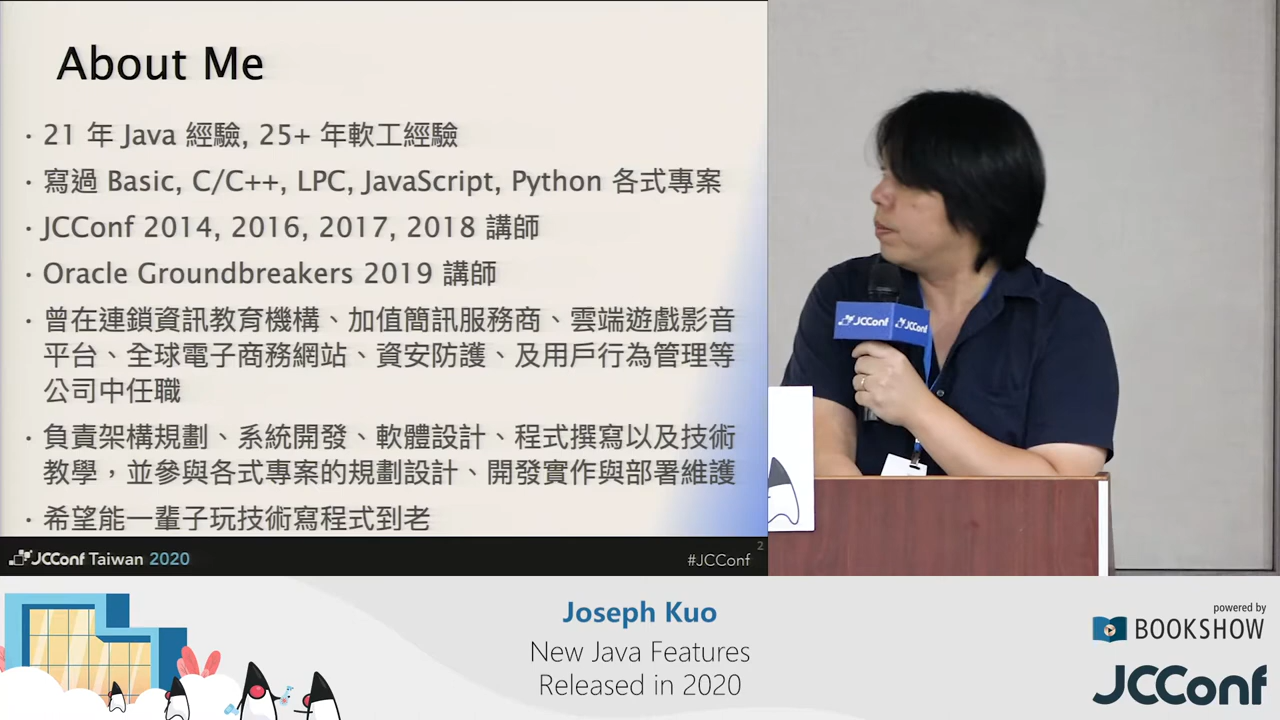 About Me
· 21 年 Java 經驗, 25+ 年軟工經驗
· 寫過 Basic, C/C++, LPC, JavaScript, Python 各式專案
· JCConf 2014, 2016, 2017, 2018 講師
· Oracle Groundbreakers 2019 講師
· 曾在連鎖資訊教育機構、加值簡訊服務商、雲端遊戲影音
平台、全球電子商務網站、資安防護、及用戶行為管理等
公司中任職
· 負責架構規劃、系統開發、軟體設計、程式撰寫以及技術
教學，並參與各式專案的規劃設計、開發實作與部署維護
· 希望能一輩子玩技術寫程式到老
JCConf Taiwan 2020
#JCConf
2
JCConf
JCConf
Joseph Kuo
New Java Features
Released in 2020
powered by
BOOKSHOW
JCConf